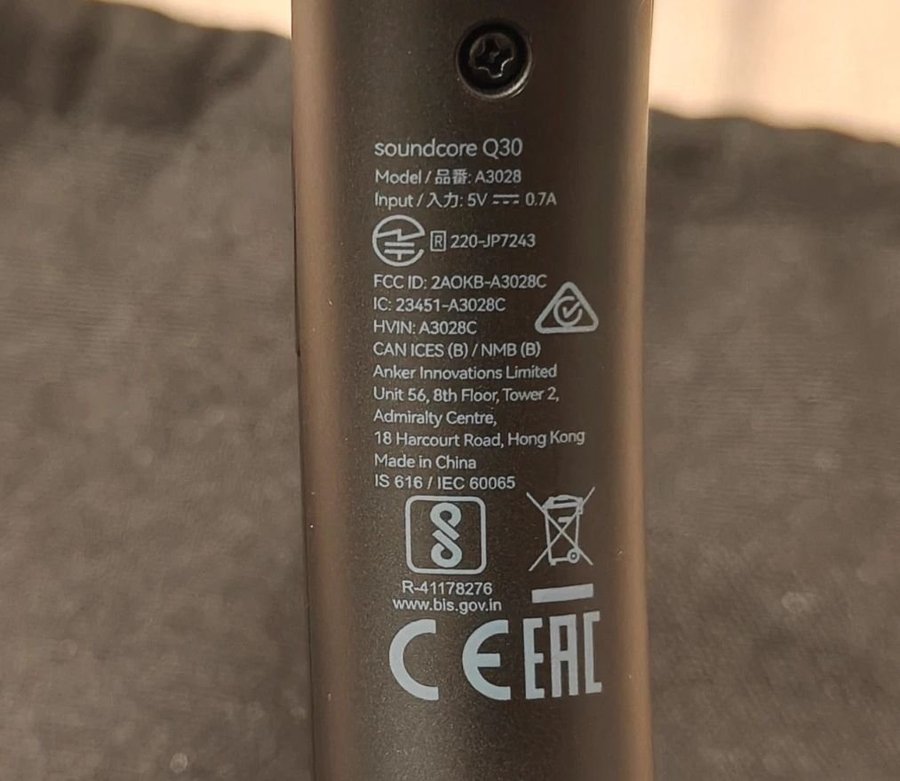 soundcore Q30
Model / 品番: A3028
Input / 入力: 5V ⎓ 0.7A
R 220-JP7243
FCC ID: 2AOKB-A3028C
IC: 23451-A3028C
HVIN: A3028C
CAN ICES (B) / NMB (B)
Anker Innovations Limited
Unit 56, 8th Floor, Tower 2,
Admiralty Centre,
18 Harcourt Road, Hong Kong
Made in China
IS 616 / IEC 60065
R-41178276
www.bis.gov.in
CE EAC